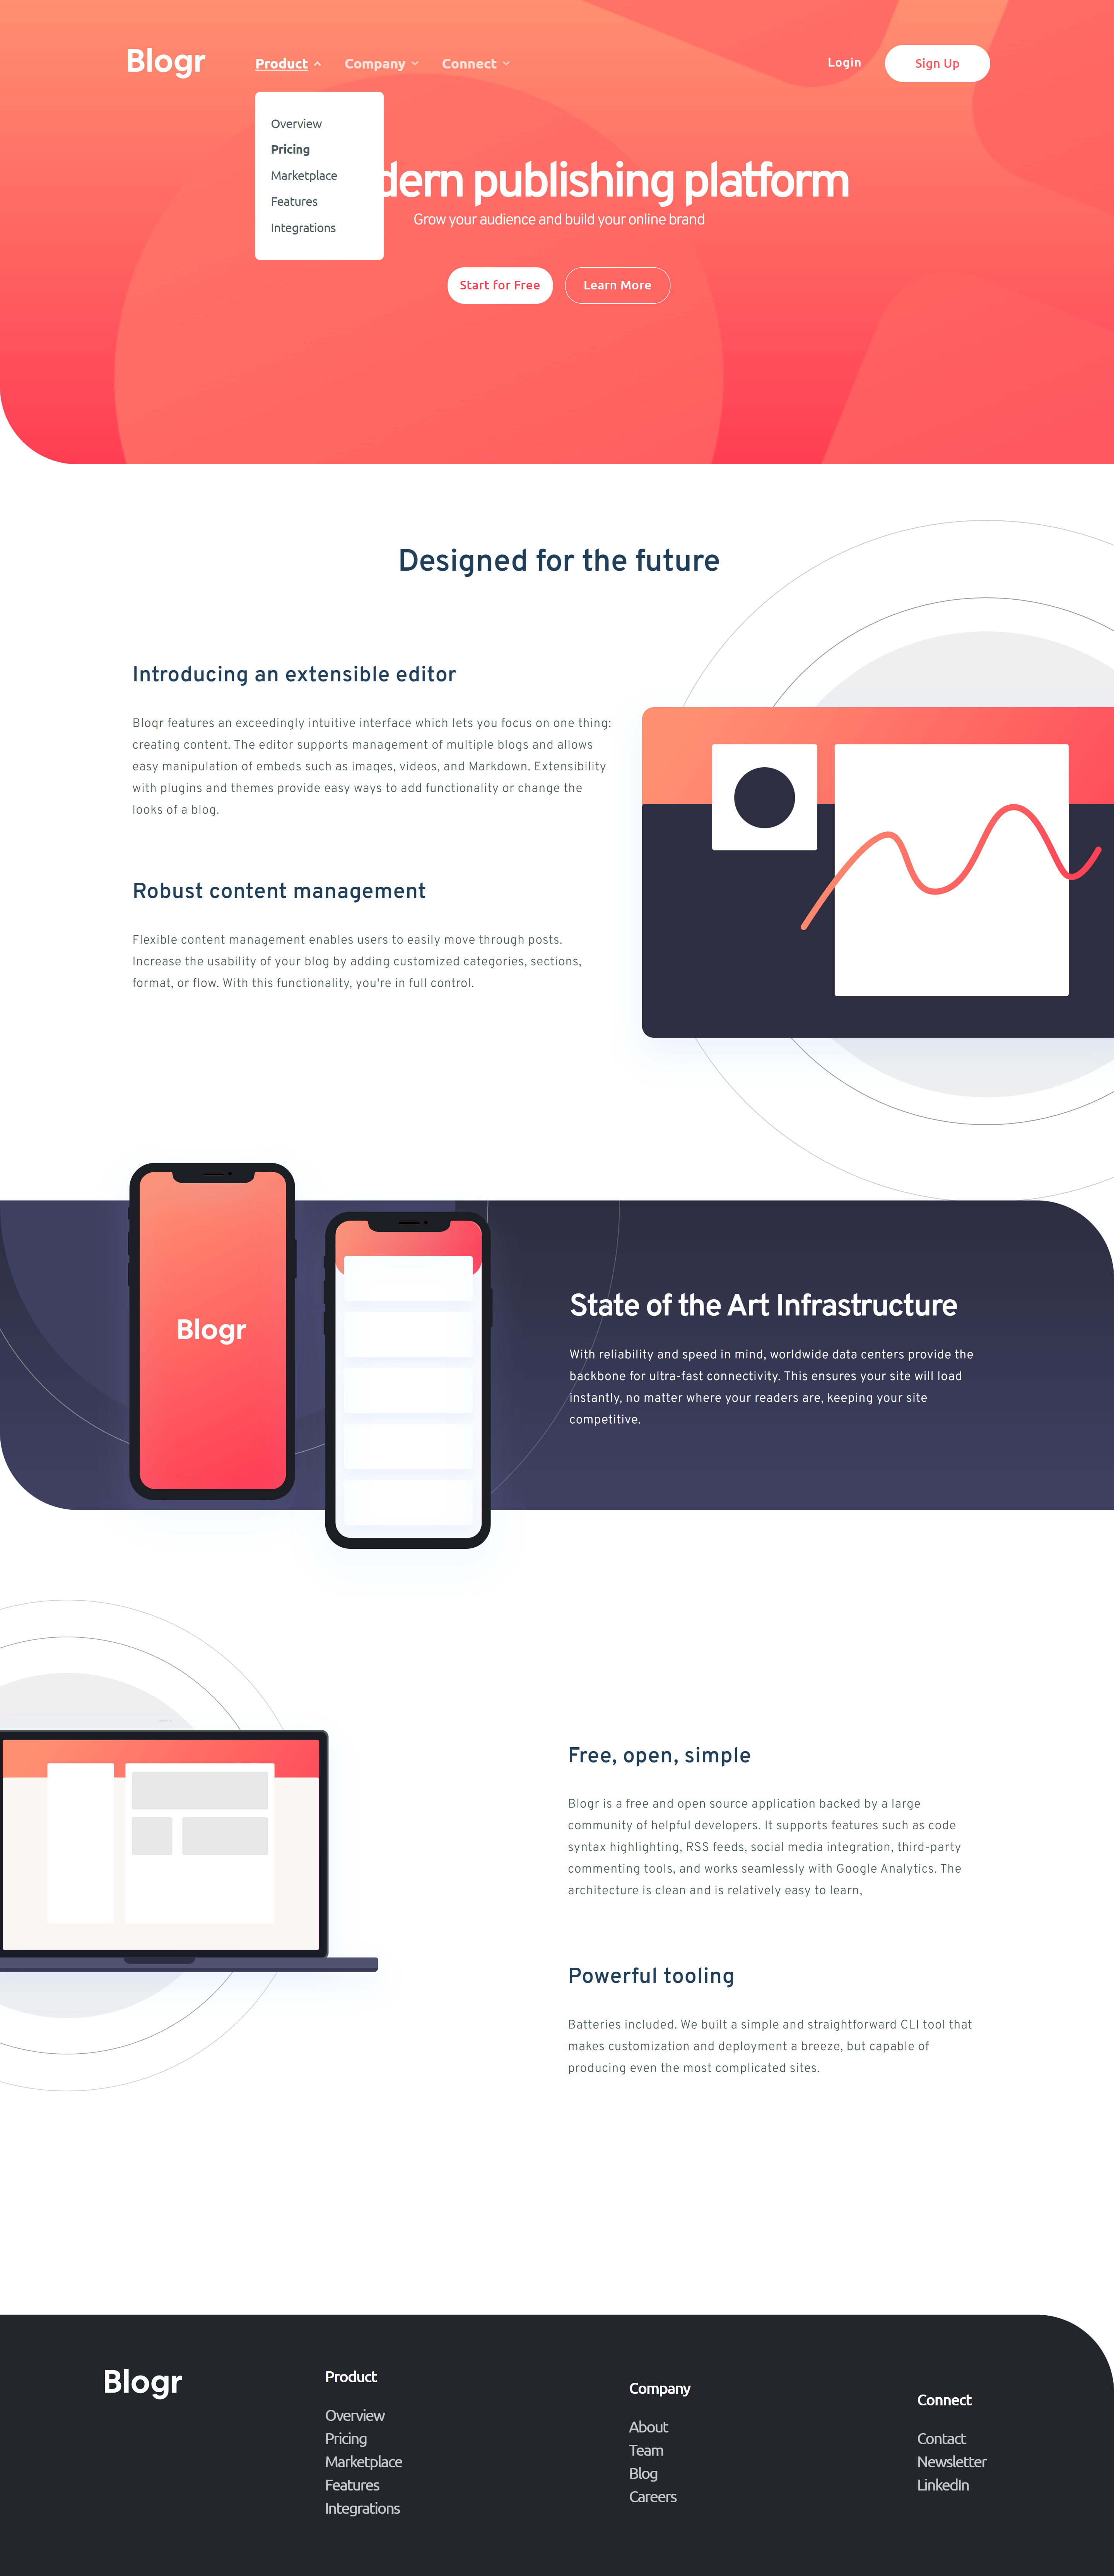 Blogr
Product
Company
Connect
Login
Sign Up
Overview
Pricing
Marketplace
Features
Integrations
dern publishing platform
Grow your audience and build your online brand
Start for Free
Learn More
Designed for the future
Introducing an extensible editor
Blogr features an exceedingly intuitive interface which lets you focus on one thing:
creating content. The editor supports management of multiple blogs and allows
easy manipulation of embeds such as images, videos, and Markdown. Extensibility
with plugins and themes provide easy ways to add functionality or change the
looks of a blog.
Robust content management
Flexible content management enables users to easily move through posts.
Increase the usability of your blog by adding customized categories, sections,
format, or flow. With this functionality, you're in full control.
Blogr
State of the Art Infrastructure
With reliability and speed in mind, worldwide data centers provide the
backbone for ultra-fast connectivity. This ensures your site will load
instantly, no matter where your readers are, keeping your site
competitive.
Free, open, simple
Blogr is a free and open source application backed by a large
community of helpful developers. It supports features such as code
syntax highlighting, RSS feeds, social media integration, third-party
commenting tools, and works seamlessly with Google Analytics. The
architecture is clean and is relatively easy to learn,
Powerful tooling
Batteries included. We built a simple and straightforward CLI tool that
makes customization and deployment a breeze, but capable of
producing even the most complicated sites.
Blogr
Product
Overview
Pricing
Marketplace
Features
Integrations
Company
About
Team
Blog
Careers
Connect
Contact
Newsletter
LinkedIn